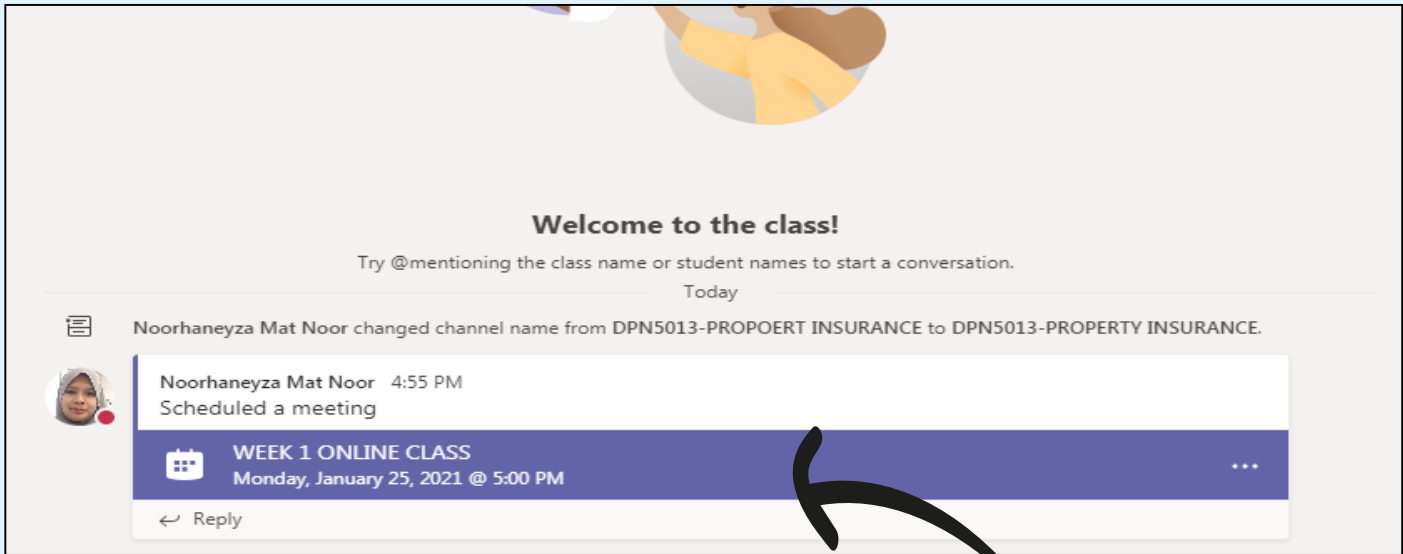 Welcome to the class!
Try @mentioning the class name or student names to start a conversation.
Today
Noorhaneyza Mat Noor changed channel name from DPN5013-PROPOERT INSURANCE to DPN5013-PROPERTY INSURANCE.
Noorhaneyza Mat Noor 4:55 PM
Scheduled a meeting
WEEK 1 ONLINE CLASS
Monday, January 25, 2021 @ 5:00 PM
Reply